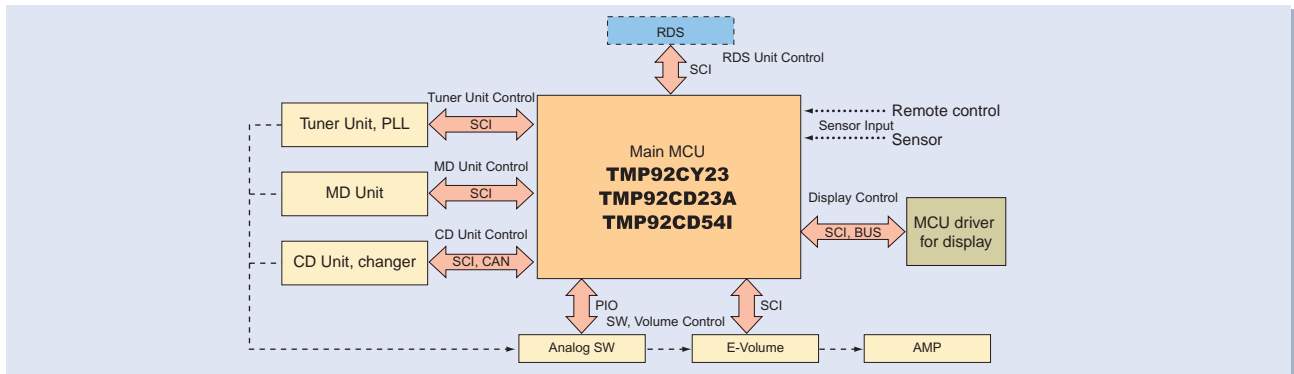 RDS
RDS Unit Control
SCI
Tuner Unit Control
Tuner Unit, PLL
SCI
Remote control
Sensor Input
Sensor
Main MCU
TMP92CY23
TMP92CD23A
TMP92CD54I
MD Unit Control
MD Unit
SCI
Display Control
SCI, BUS
MCU driver
for display
CD Unit Control
CD Unit, changer
SCI, CAN
PIO
SCI
SW, Volume Control
Analog SW
E-Volume
AMP